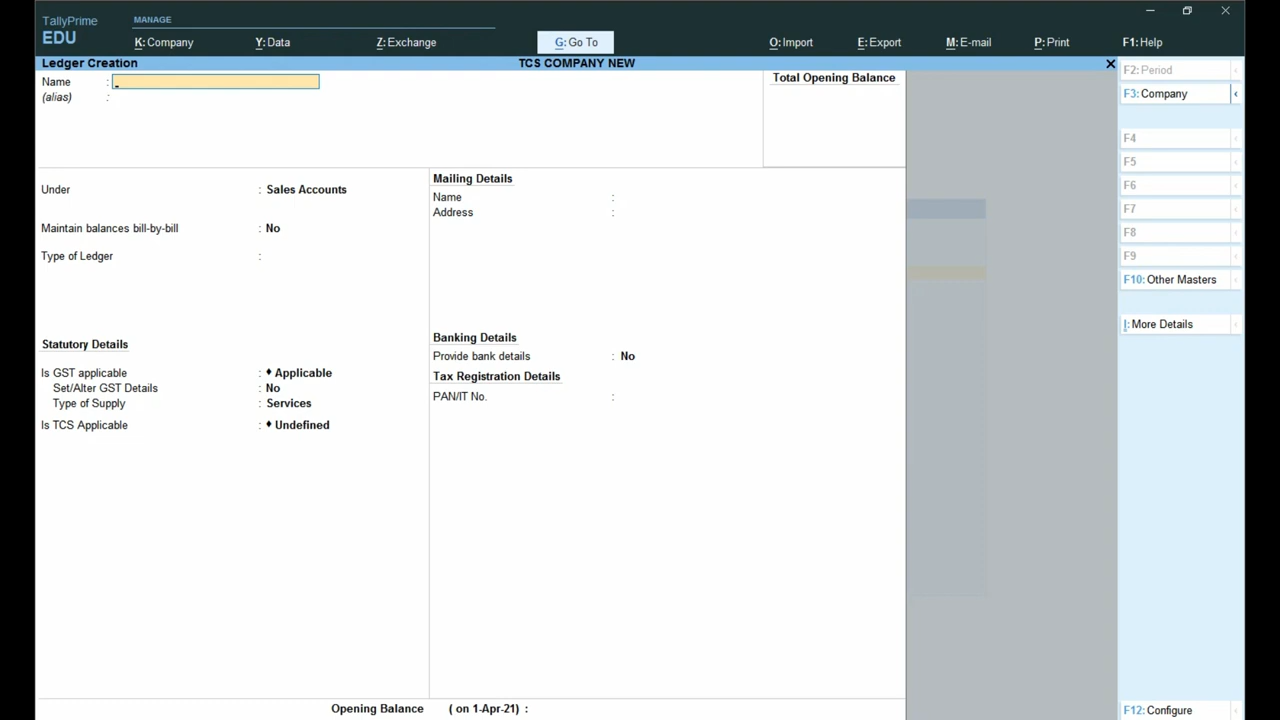 TallyPrime
EDU
MANAGE
K: Company
Y: Data
Z: Exchange
G: Go To
O: Import
E: Export
M: E-mail
P: Print
F1: Help
Ledger Creation
TCS COMPANY NEW
Name :
(alias) :
Total Opening Balance
Under : Sales Accounts
Maintain balances bill-by-bill : No
Type of Ledger :
Mailing Details
Name :
Address :
Statutory Details
Is GST applicable : ♦ Applicable
Set/Alter GST Details : No
Type of Supply : Services
Is TCS Applicable : ♦ Undefined
Banking Details
Provide bank details : No
Tax Registration Details
PAN/IT No. :
Opening Balance ( on 1-Apr-21) :
F2: Period
F3: Company
F4
F5
F6
F7
F8
F9
F10: Other Masters
I: More Details
F12: Configure